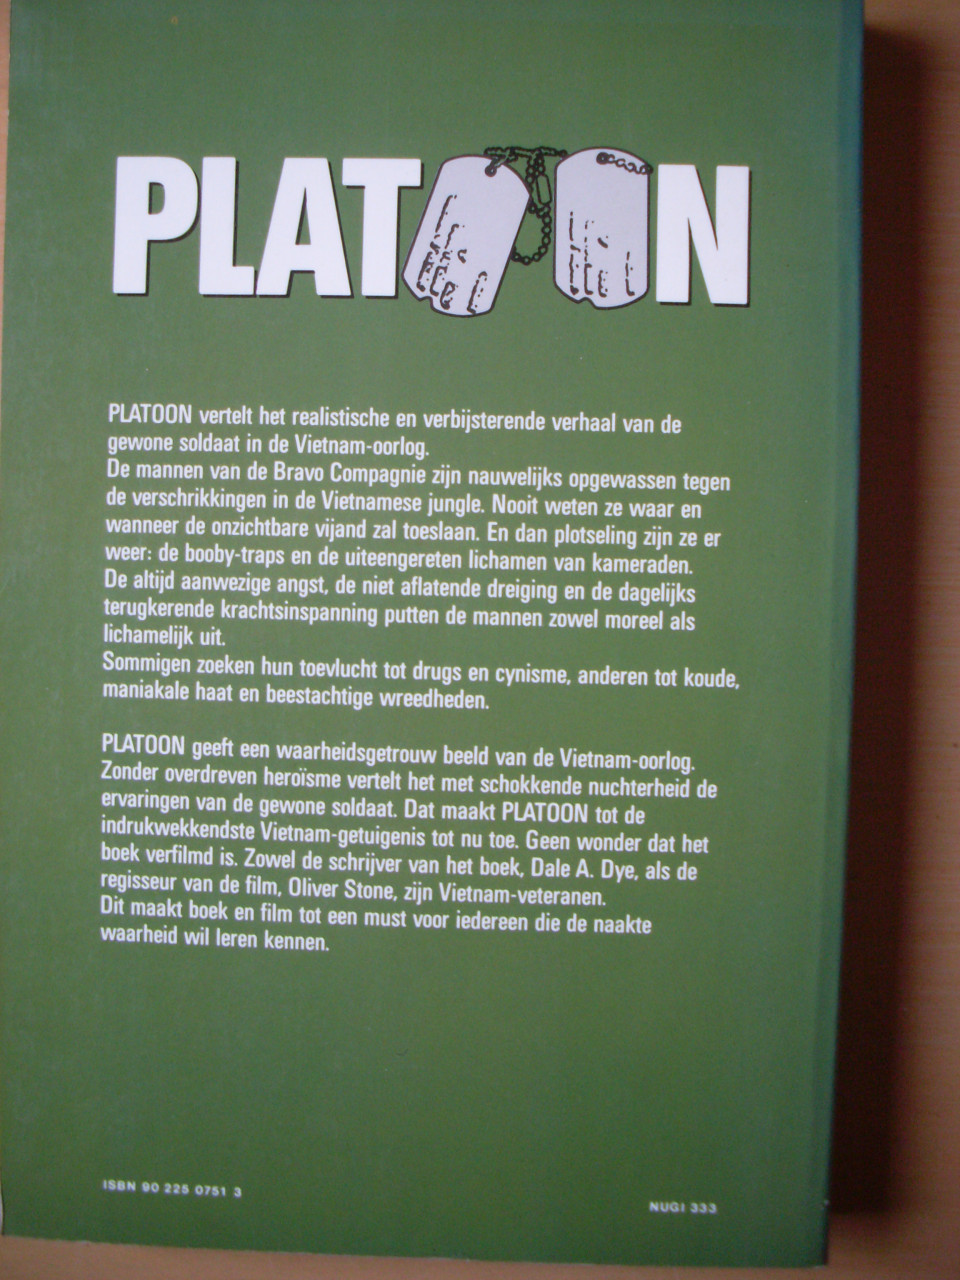 PLATOON
PLATOON vertelt het realistische en verbijsterende verhaal van de
gewone soldaat in de Vietnam-oorlog.
De mannen van de Bravo Compagnie zijn nauwelijks opgewassen tegen
de verschrikkingen in de Vietnamese jungle. Nooit weten ze waar en
wanneer de onzichtbare vijand zal toeslaan. En dan plotseling zijn ze er
weer: de booby-traps en de uiteengereten lichamen van kameraden.
De altijd aanwezige angst, de niet aflatende dreiging en de dagelijks
terugkerende krachtsinspanning putten de mannen zowel moreel als
lichamelijk uit.
Sommigen zoeken hun toevlucht tot drugs en cynisme, anderen tot koude,
maniakale haat en beestachtige wreedheden.
PLATOON geeft een waarheidsgetrouw beeld van de Vietnam-oorlog.
Zonder overdreven heroïsme vertelt het met schokkende nuchterheid de
ervaringen van de gewone soldaat. Dat maakt PLATOON tot de
indrukwekkendste Vietnam-getuigenis tot nu toe. Geen wonder dat het
boek verfilmd is. Zowel de schrijver van het boek, Dale A. Dye, als de
regisseur van de film, Oliver Stone, zijn Vietnam-veteranen.
Dit maakt boek en film tot een must voor iedereen die de naakte
waarheid wil leren kennen.
ISBN 90 225 0751 3
NUGI 333